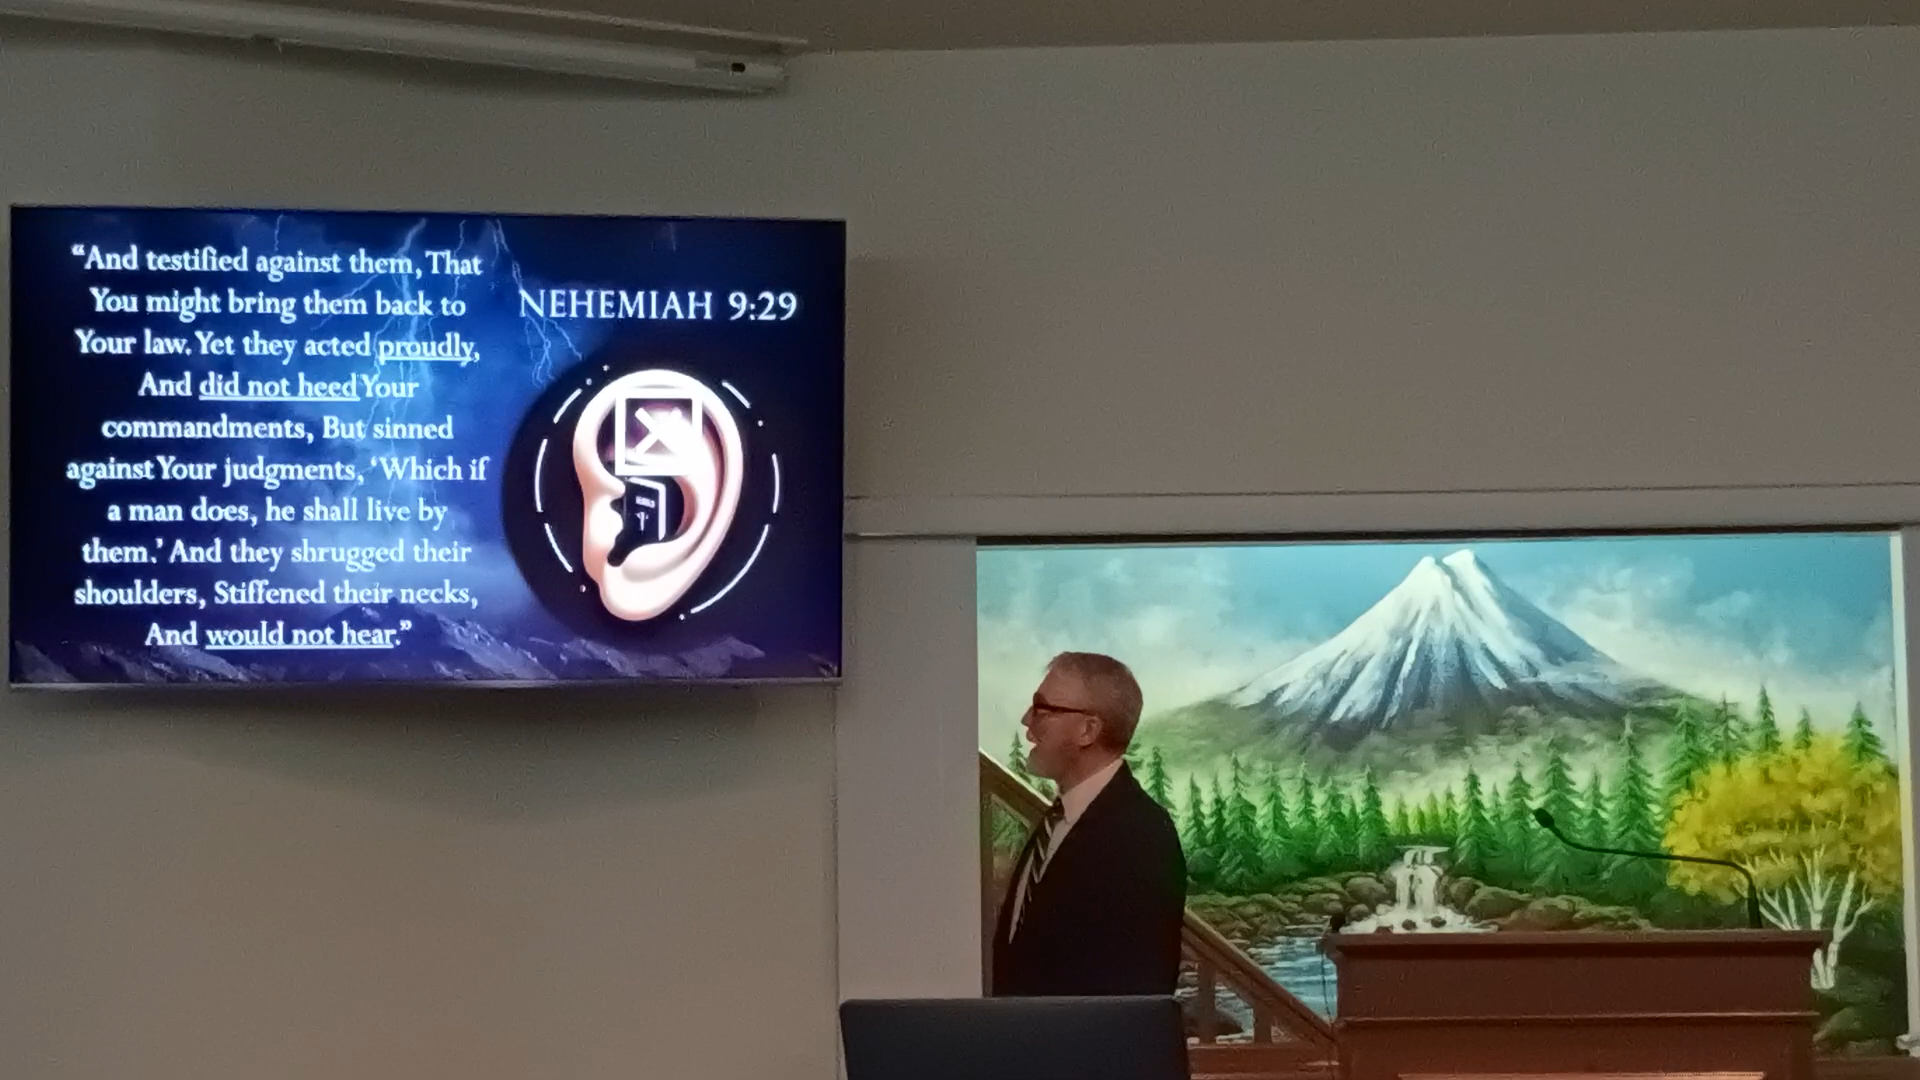 “And testified against them, That
You might bring them back to
Your law. Yet they acted proudly,
And did not heed Your
commandments, But sinned
against Your judgments, ‘Which if
a man does, he shall live by
them.’ And they shrugged their
shoulders, Stiffened their necks,
And would not hear.”
NEHEMIAH 9:29